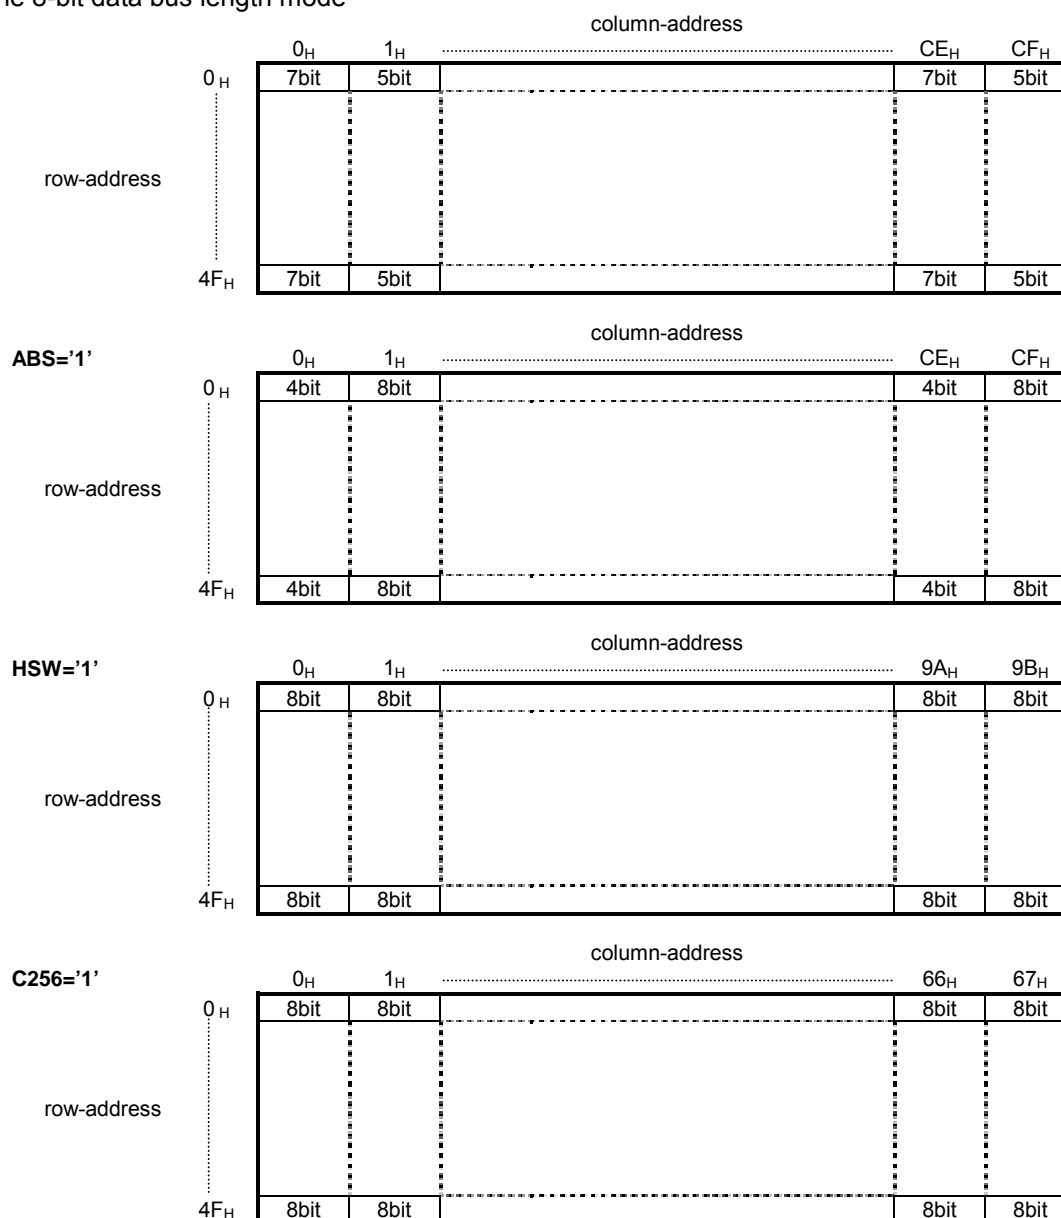 8-bit data bus length mode
column-address
0H 1H CEH CFH
0 H 7bit 5bit 7bit 5bit
row-address
4FH 7bit 5bit 7bit 5bit
column-address
ABS='1' 0H 1H CEH CFH
0 H 4bit 8bit 4bit 8bit
row-address
4FH 4bit 8bit 4bit 8bit
column-address
HSW='1' 0H 1H 9AH 9BH
0 H 8bit 8bit 8bit 8bit
row-address
4FH 8bit 8bit 8bit 8bit
column-address
C256='1' 0H 1H 66H 67H
0 H 8bit 8bit 8bit 8bit
row-address
4FH 8bit 8bit 8bit 8bit